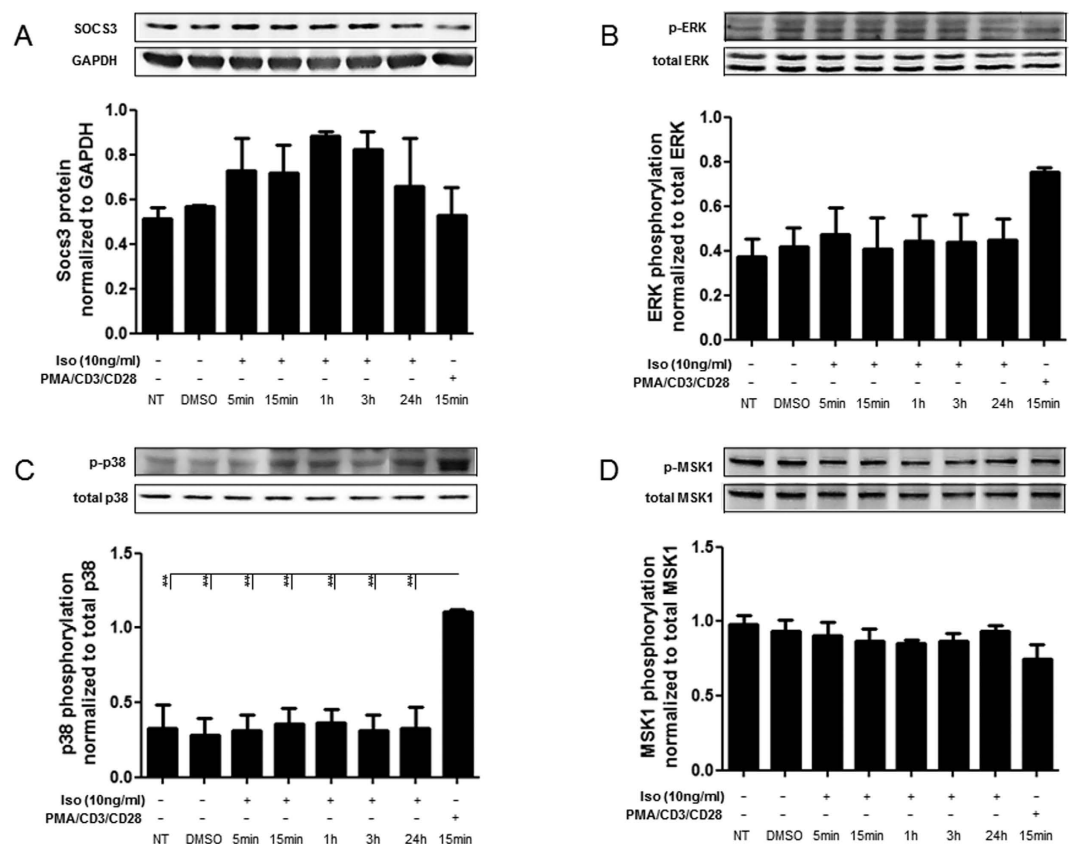 A
SOCS3
GAPDH
Socs3 protein
normalized to GAPDH
1.0
0.8
0.6
0.4
0.2
0.0
Iso (10ng/ml) - - + + + + + -
PMA/CD3/CD28 - - - - - - - +
NT DMSO 5min 15min 1h 3h 24h 15min
B
p-ERK
total ERK
ERK phosphorylation
normalized to total ERK
1.0
0.8
0.6
0.4
0.2
0.0
Iso (10ng/ml) - - + + + + + -
PMA/CD3/CD28 - - - - - - - +
NT DMSO 5min 15min 1h 3h 24h 15min
C
p-p38
total p38
p38 phosphorylation
normalized to total p38
1.5
1.0
0.5
0.0
** ** ** ** ** ** **
Iso (10ng/ml) - - + + + + + -
PMA/CD3/CD28 - - - - - - - +
NT DMSO 5min 15min 1h 3h 24h 15min
D
p-MSK1
total MSK1
MSK1 phosphorylation
normalized to total MSK1
1.5
1.0
0.5
0.0
Iso (10ng/ml) - - + + + + + -
PMA/CD3/CD28 - - - - - - - +
NT DMSO 5min 15min 1h 3h 24h 15min